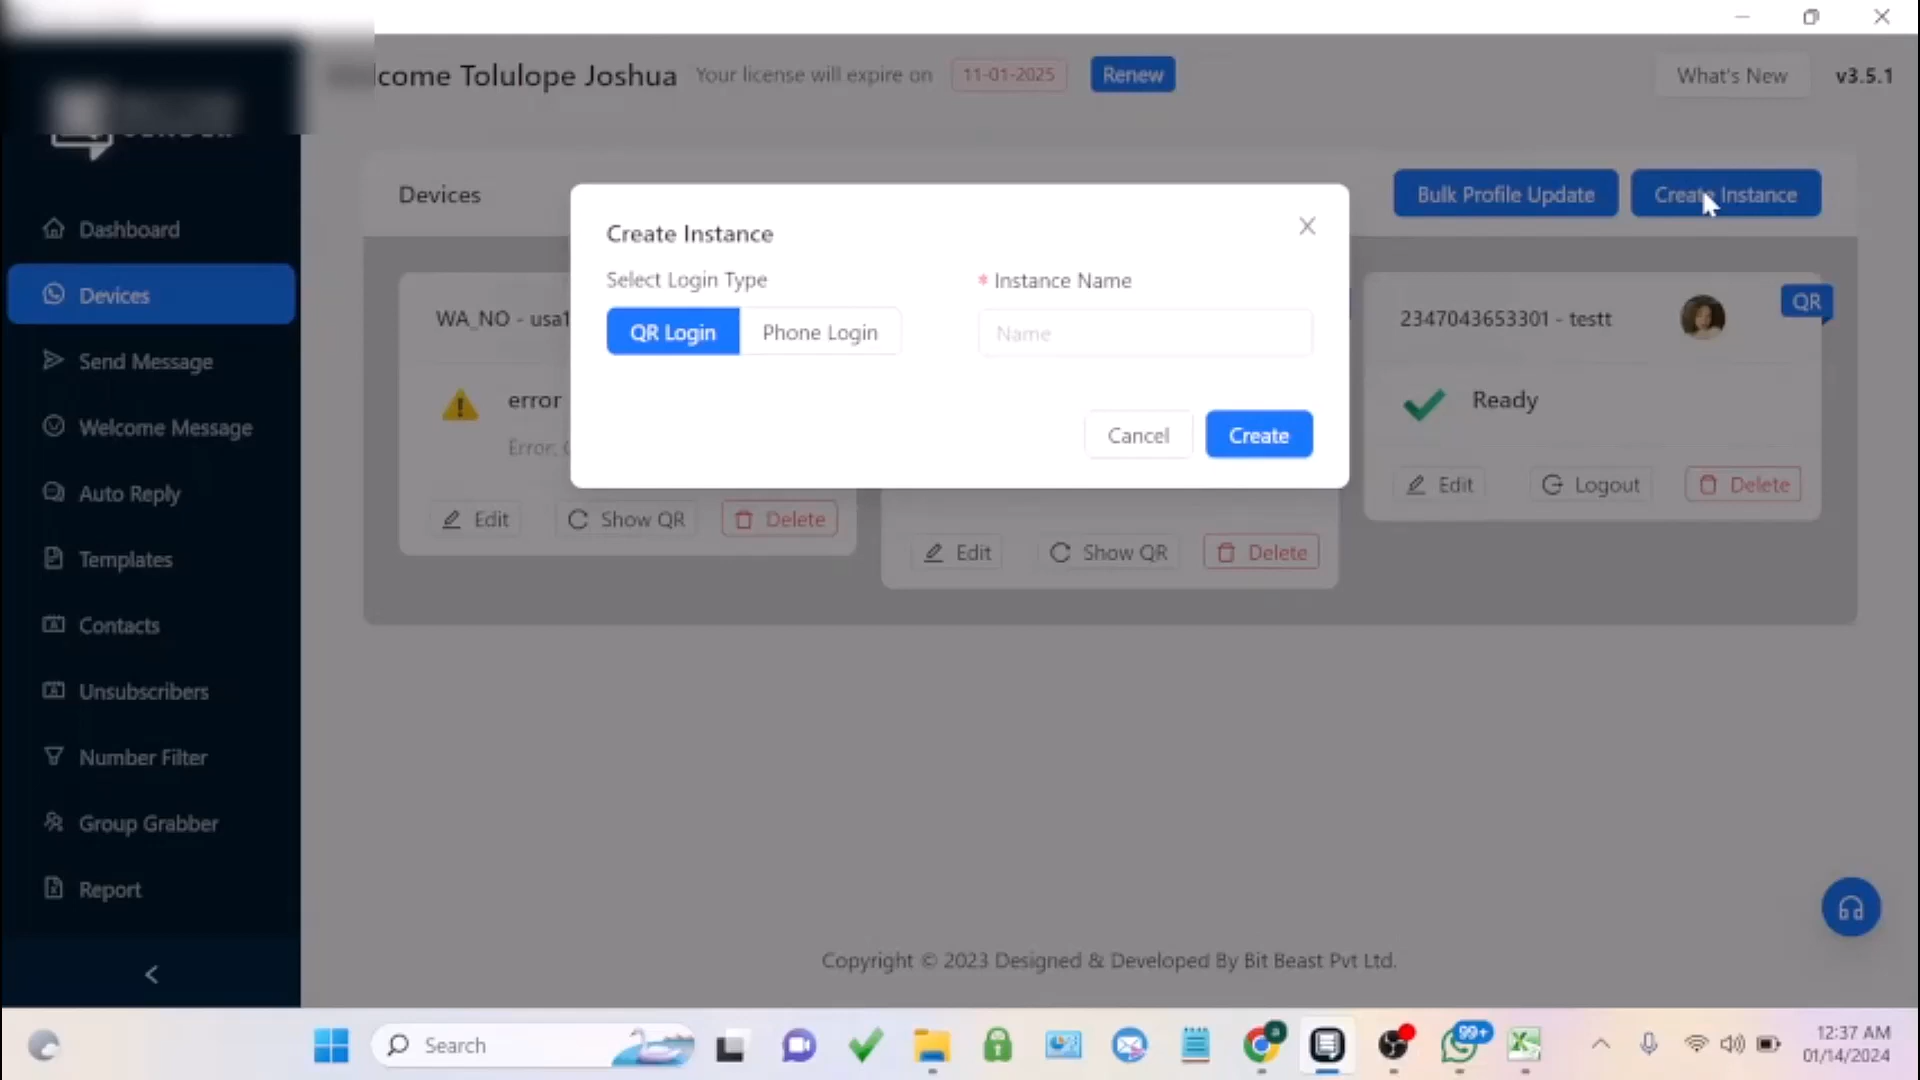 come Tolulope Joshua Your license will expire on 11-01-2025 Renew What's New v3.5.1
Devices Bulk Profile Update Create Instance
Create Instance
Select Login Type * Instance Name
QR Login Phone Login Name
Cancel Create
WA_NO - usa1
error
Error:
Edit Show QR Delete
Edit Show QR Delete
2347043653301 - testt QR
Ready
Edit Logout Delete
Dashboard
Devices
Send Message
Welcome Message
Auto Reply
Templates
Contacts
Unsubscribers
Number Filter
Group Grabber
Report
Copyright © 2023 Designed & Developed By Bit Beast Pvt Ltd.
Search a 99+ 12:37 AM
01/14/2024